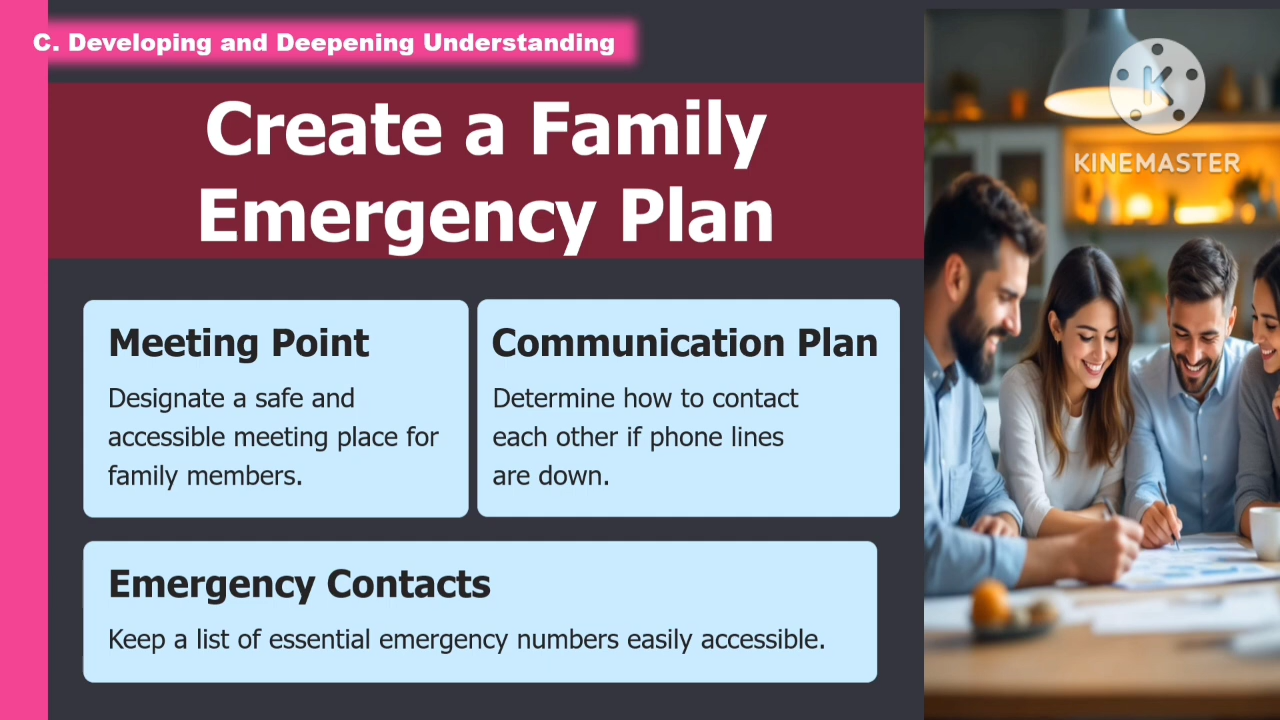 C. Developing and Deepening Understanding
Create a Family
Emergency Plan
Meeting Point
Designate a safe and
accessible meeting place for
family members.
Communication Plan
Determine how to contact
each other if phone lines
are down.
Emergency Contacts
Keep a list of essential emergency numbers easily accessible.
K
KINEMASTER